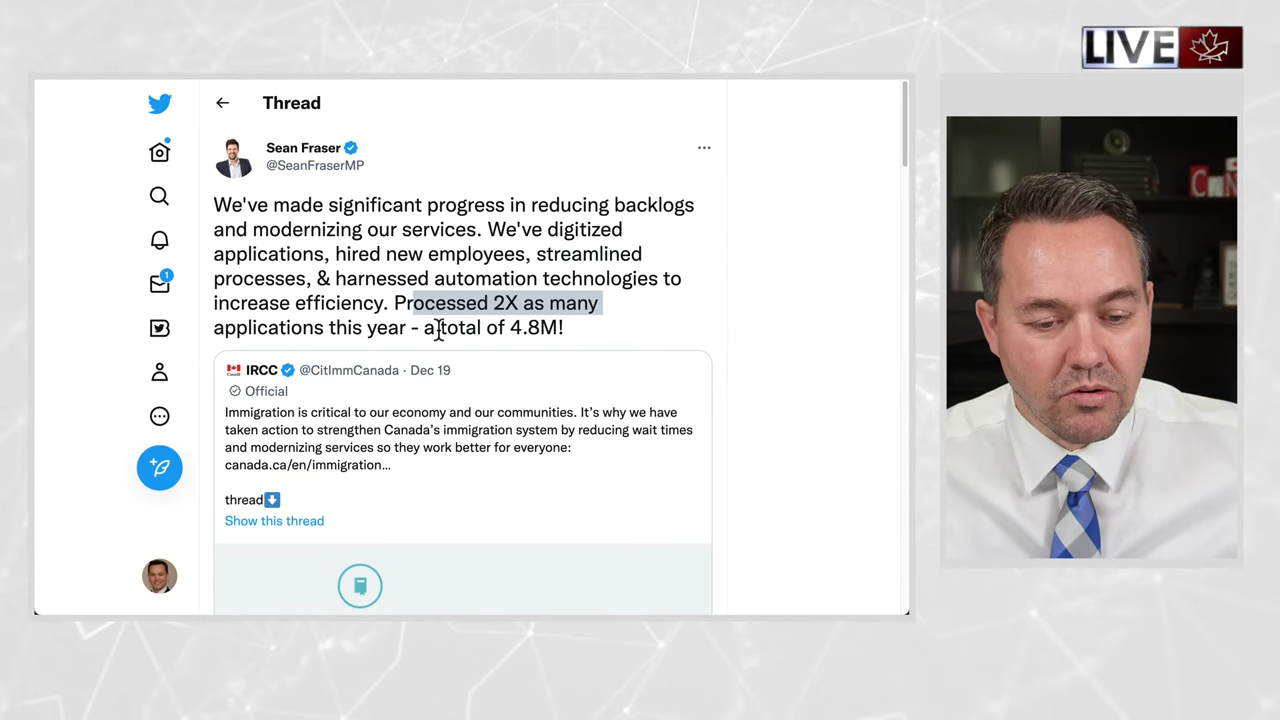 LIVE
Thread
Sean Fraser
@SeanFraserMP
We've made significant progress in reducing backlogs
and modernizing our services. We've digitized
applications, hired new employees, streamlined
processes, & harnessed automation technologies to
increase efficiency. Processed 2X as many
applications this year - a total of 4.8M!
IRCC @CitImmCanada · Dec 19
Official
Immigration is critical to our economy and our communities. It’s why we have
taken action to strengthen Canada’s immigration system by reducing wait times
and modernizing services so they work better for everyone:
canada.ca/en/immigration…
thread
Show this thread
1